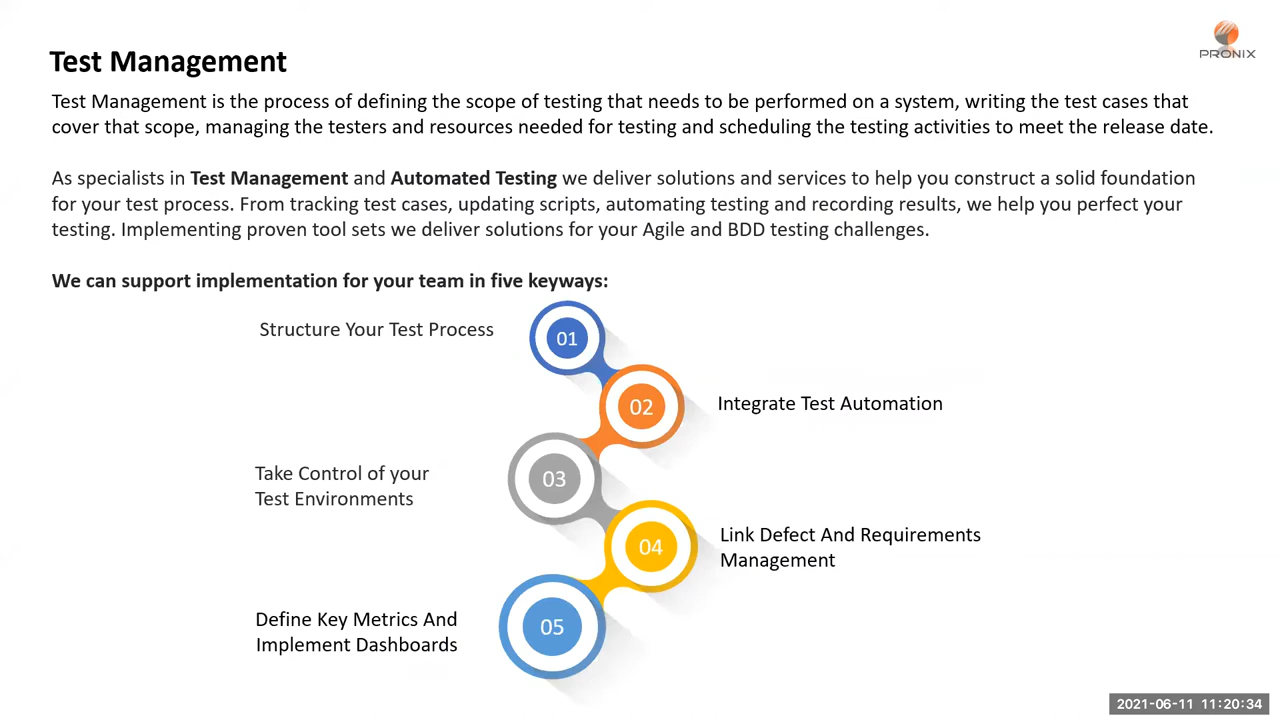 PRONIX
Test Management
Test Management is the process of defining the scope of testing that needs to be performed on a system, writing the test cases that
cover that scope, managing the testers and resources needed for testing and scheduling the testing activities to meet the release date.
As specialists in Test Management and Automated Testing we deliver solutions and services to help you construct a solid foundation
for your test process. From tracking test cases, updating scripts, automating testing and recording results, we help you perfect your
testing. Implementing proven tool sets we deliver solutions for your Agile and BDD testing challenges.
We can support implementation for your team in five keyways:
Structure Your Test Process
01
02
Integrate Test Automation
Take Control of your
Test Environments
03
04
Link Defect And Requirements
Management
Define Key Metrics And
Implement Dashboards
05
2021-06-11 11:20:34